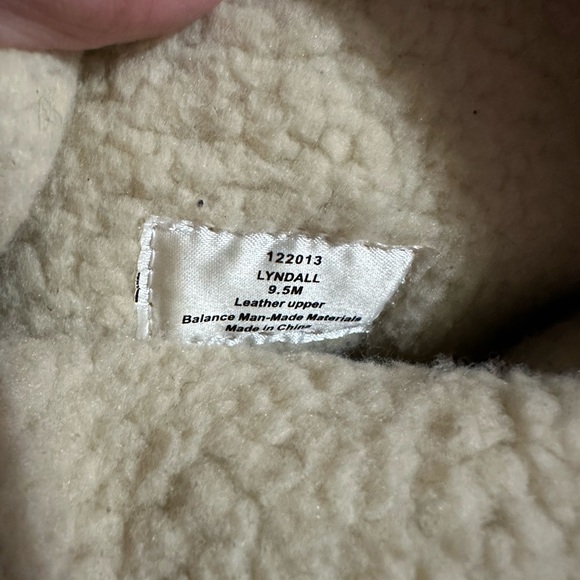 122013
LYNDALL
9.5M
Leather upper
Balance Man-Made Materials
Made in China